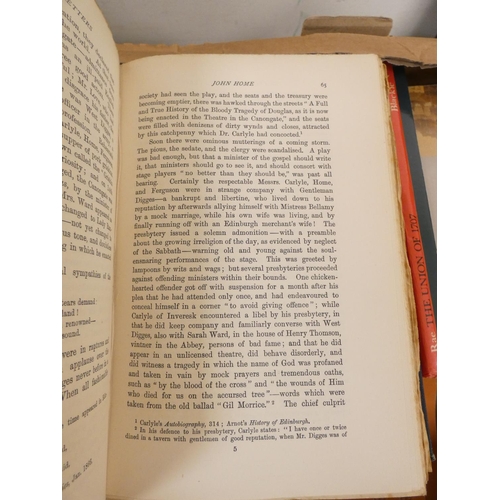 JOHN HOME
65
society had seen the play, and the seats and the treasury were
becoming emptier, there was hawked through the streets "A Full
and True History of the Bloody Tragedy of Douglas, as it is now
being enacted in the Theatre in the Canongate," and the seats
were filled with denizens of dirty wynds and closes, attracted
by this catchpenny which Dr. Carlyle had concocted.¹
Soon there were ominous mutterings of a coming storm.
The pious, the sedate, and the clergy were scandalised. A play
was bad enough, but that a minister of the gospel should write
it, that ministers should go to see it, and should consort with
stage players "no better than they should be," was past all
bearing. Certainly the respectable Messrs. Carlyle, Home,
and Ferguson were in strange company with Gentleman
Digges—a bankrupt and libertine, who lived down to his
reputation by afterwards allying himself with Mistress Bellamy
by a mock marriage, while his own wife was living, and by
finally running off with an Edinburgh merchant's wife! The
presbytery issued a solemn admonition—with a preamble
about the growing irreligion of the day, as evidenced by neglect
of the Sabbath—warning old and young against the soul-
ensnaring performances of the stage. This was greeted by
lampoons by wits and wags; but several presbyteries proceeded
against offending ministers within their bounds. One chicken-
hearted offender got off with suspension for a month after his
plea that he had attended only once, and had endeavoured to
conceal himself in a corner "to avoid giving offence"; while
Carlyle of Inveresk encountered a libel by his presbytery, in
that he did keep company and familiarly converse with West
Digges, also with Sarah Ward, in the house of Henry Thomson,
vintner in the Abbey, persons of bad fame; and that he did
appear in an unlicensed theatre, did behave disorderly, and
did witness a tragedy in which the name of God was profaned
and taken in vain by mock prayers and tremendous oaths,
such as "by the blood of the cross" and "the wounds of Him
who died for us on the accursed tree"—words which were
taken from the old ballad "Gil Morrice."² The chief culprit
¹ Carlyle's Autobiography, 314; Arnot's History of Edinburgh,
² In his defence to his presbytery, Carlyle states: "I have once or twice
dined in a tavern with gentlemen of good reputation, when Mr. Digges was of
5
Rae THE UNION OF 1707